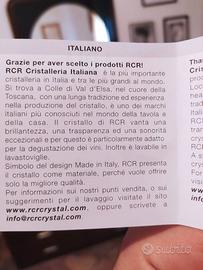 ITALIANO
Grazie per aver scelto i prodotti RCR!
RCR Cristalleria Italiana è la più importante
cristalleria in Italia e tra le più grandi al mondo.
Si trova a Colle di Val d'Elsa, nel cuore della
Toscana, con una lunga tradizione ed esperienza
nella produzione del cristallo, è uno dei marchi
italiani più conosciuti nel mondo della tavola e
della casa. Il cristallo di RCR vanta una
brillantezza, una trasparenza ed una sonorità
eccezionali e per questo è particolarmente adatto
per la degustazione dei vini. Inoltre è lavabile in
lavastoviglie.
Simbolo del design Made in Italy, RCR presenta
il cristallo come materiale, perché vuole offrire
solo la migliore qualità.
Per informazioni sui nostri punti vendita, o sui
suggerimenti per il lavaggio visitate il sito
www.rcrcrystal.com, oppure scrivete a
info@rcrcrystal.com
Subito